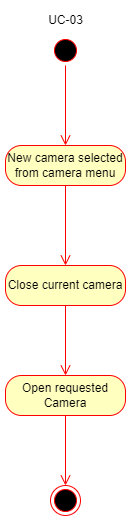 UC-03
New camera selected
from camera menu
Close current camera
Open requested
Camera